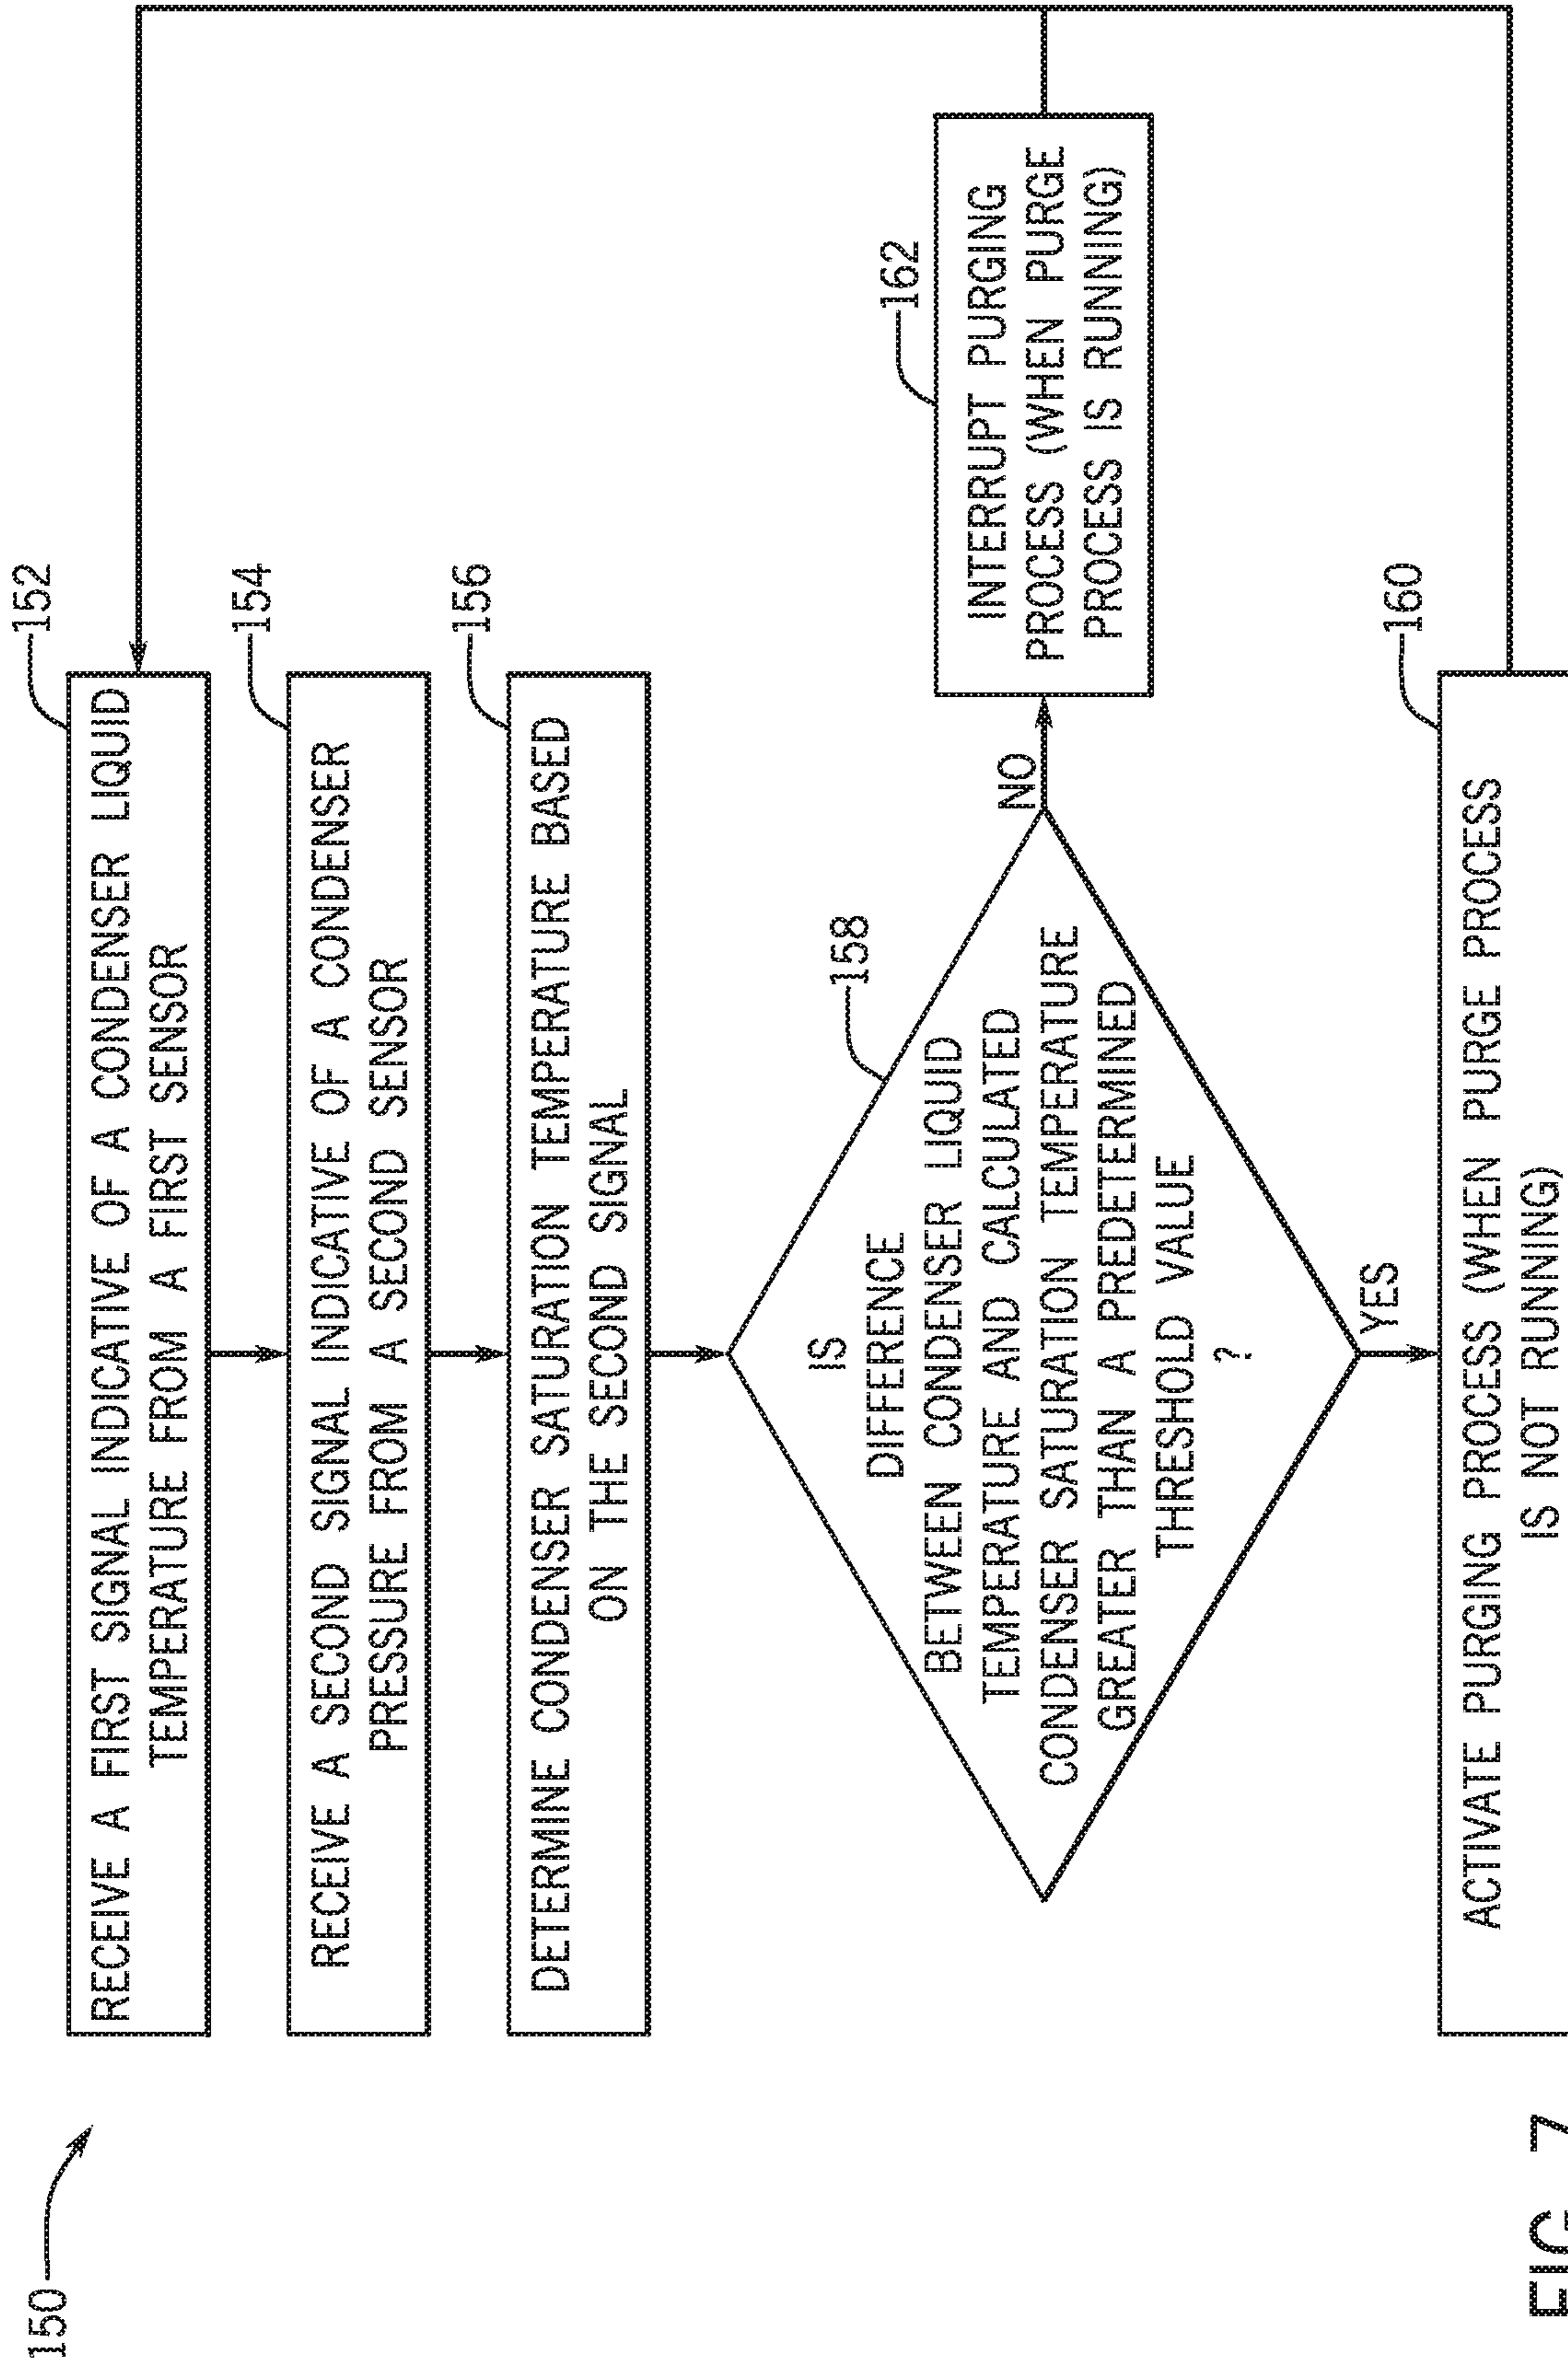 150
152
RECEIVE A FIRST SIGNAL INDICATIVE OF A CONDENSER LIQUID
TEMPERATURE FROM A FIRST SENSOR
154
RECEIVE A SECOND SIGNAL INDICATIVE OF A CONDENSER
PRESSURE FROM A SECOND SENSOR
156
DETERMINE CONDENSER SATURATION TEMPERATURE BASED
ON THE SECOND SIGNAL
158
IS
DIFFERENCE
BETWEEN CONDENSER LIQUID
TEMPERATURE AND CALCULATED
CONDENSER SATURATION TEMPERATURE
GREATER THAN A PREDETERMINED
THRESHOLD VALUE
?
NO
162
INTERRUPT PURGING
PROCESS (WHEN PURGE
PROCESS IS RUNNING)
YES
160
ACTIVATE PURGING PROCESS (WHEN PURGE PROCESS
IS NOT RUNNING)
FIG. 7